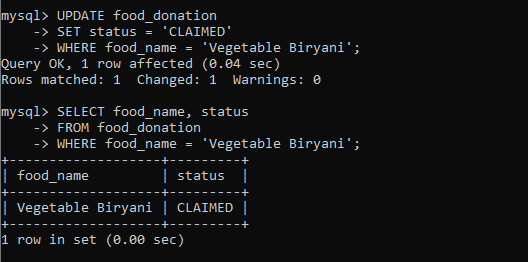 mysql> UPDATE food_donation
    -> SET status = 'CLAIMED'
    -> WHERE food_name = 'Vegetable Biryani';
Query OK, 1 row affected (0.04 sec)
Rows matched: 1  Changed: 1  Warnings: 0

mysql> SELECT food_name, status
    -> FROM food_donation
    -> WHERE food_name = 'Vegetable Biryani';
+-------------------+---------+
| food_name         | status  |
+-------------------+---------+
| Vegetable Biryani | CLAIMED |
+-------------------+---------+
1 row in set (0.00 sec)